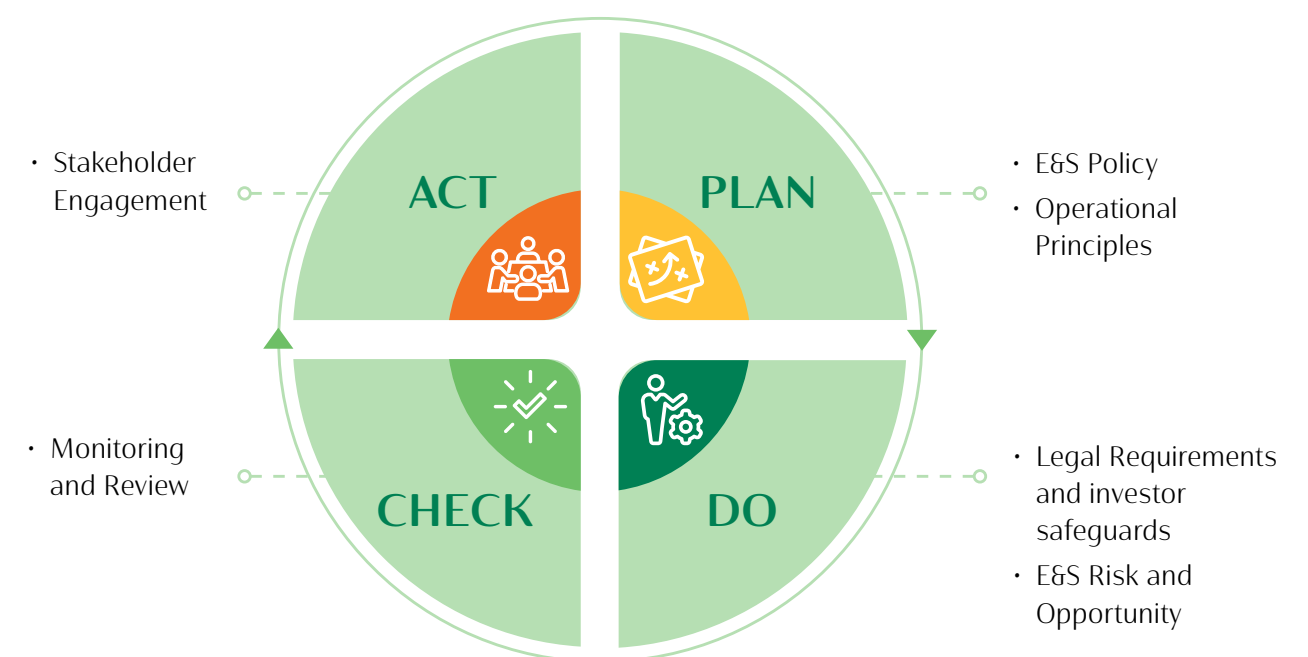 • Stakeholder
Engagement
ACT
PLAN
• E&S Policy
• Operational
Principles
• Monitoring
and Review
CHECK
DO
• Legal Requirements
and investor
safeguards
• E&S Risk and
Opportunity